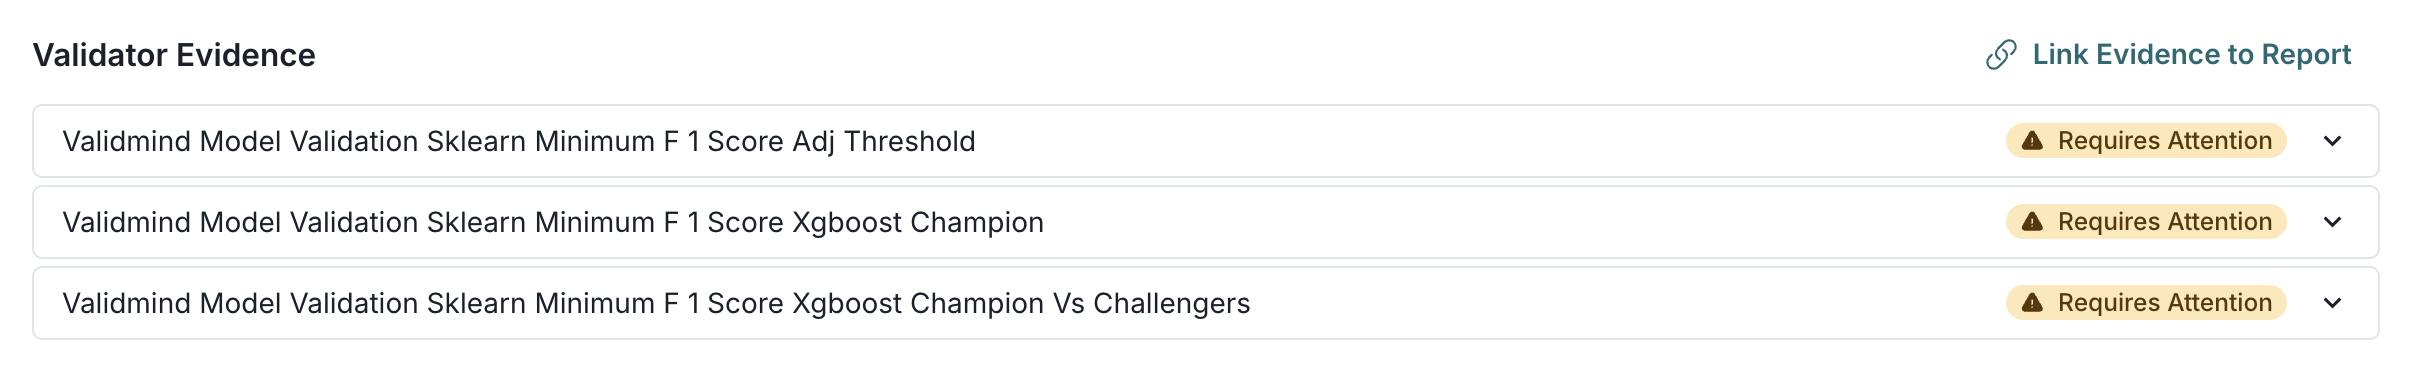 Validator Evidence
Link Evidence to Report
Validmind Model Validation Sklearn Minimum F 1 Score Adj Threshold
Requires Attention
Validmind Model Validation Sklearn Minimum F 1 Score Xgboost Champion
Requires Attention
Validmind Model Validation Sklearn Minimum F 1 Score Xgboost Champion Vs Challengers
Requires Attention